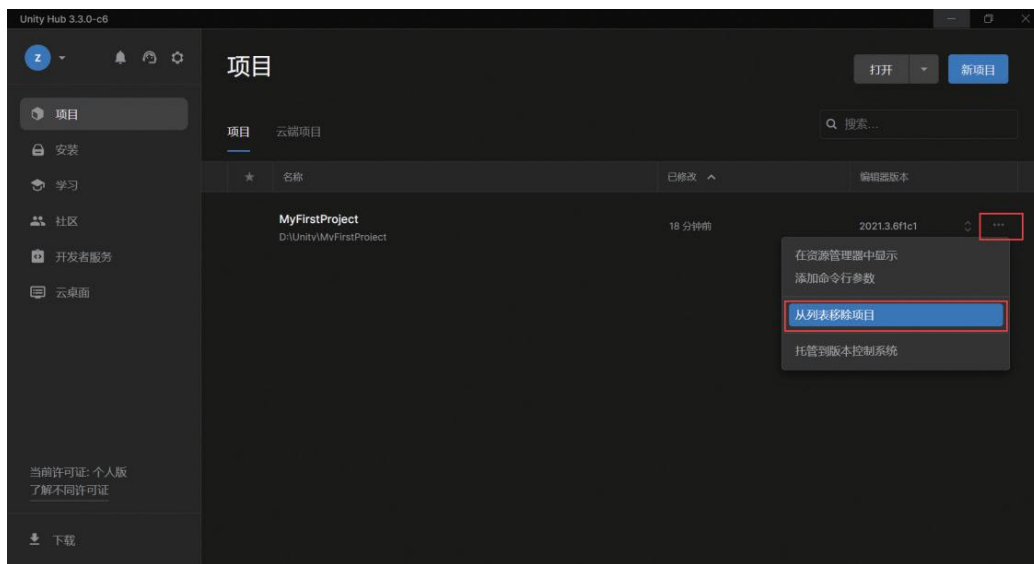 Unity Hub 3.3.0-c6
Z
项目
打开
新项目
项目
安装
学习
社区
开发者服务
云桌面
项目 云端项目
搜索...
名称 已修改 编辑器版本
MyFirstProject 18 分钟前 2021.3.6f1c1
D:\Unity\MyFirstProject
在资源管理器中显示
添加命令行参数
从列表移除项目
托管到版本控制系统
当前许可证: 个人版
了解不同许可证
下载